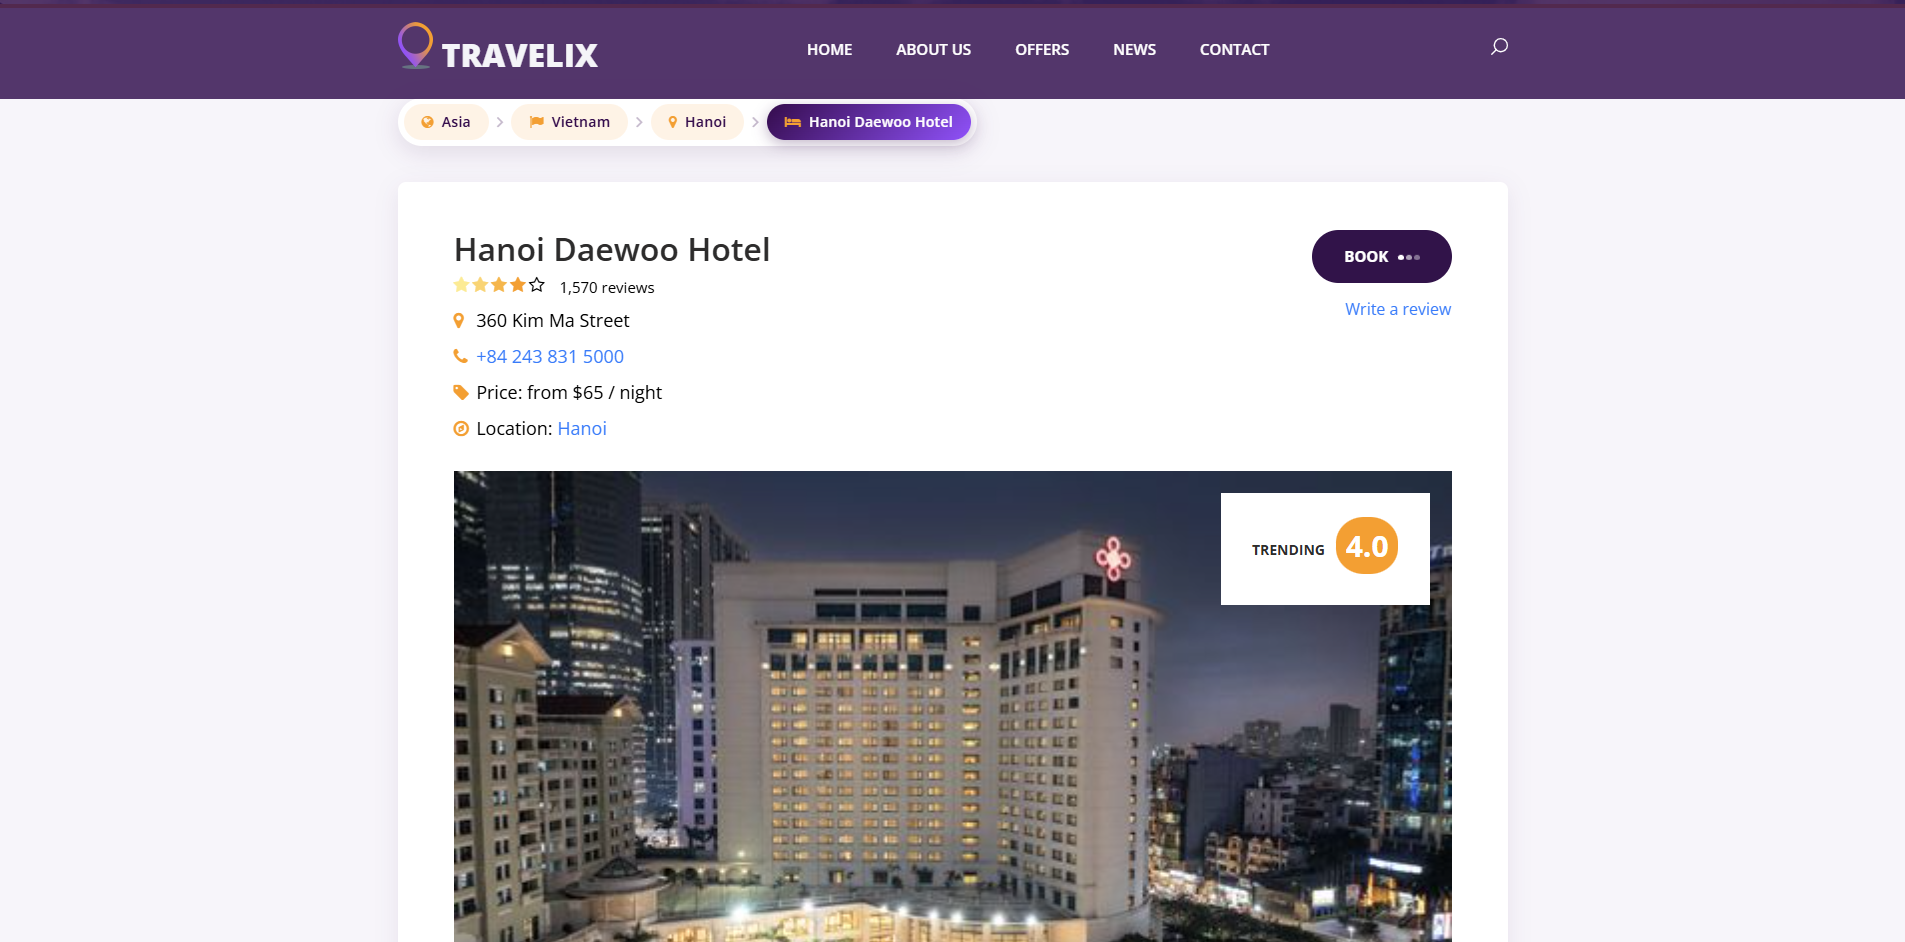 TRAVELIX
HOME ABOUT US OFFERS NEWS CONTACT
Asia Vietnam Hanoi Hanoi Daewoo Hotel
Hanoi Daewoo Hotel
BOOK
1,570 reviews
Write a review
360 Kim Ma Street
+84 243 831 5000
Price: from $65 / night
Location: Hanoi
TRENDING 4.0